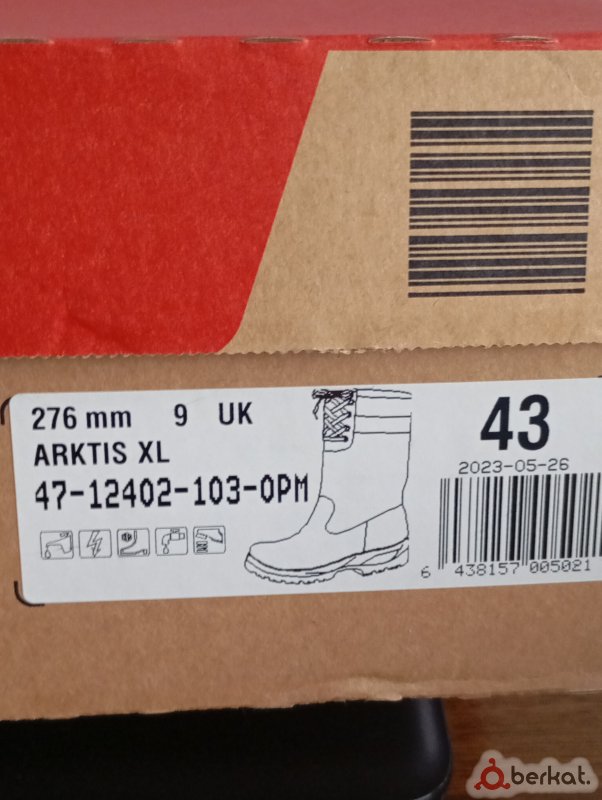 276 mm 9 UK
ARKTIS XL
47-12402-103-0PM
43
2023-05-26
6 438157 005021
berkat.